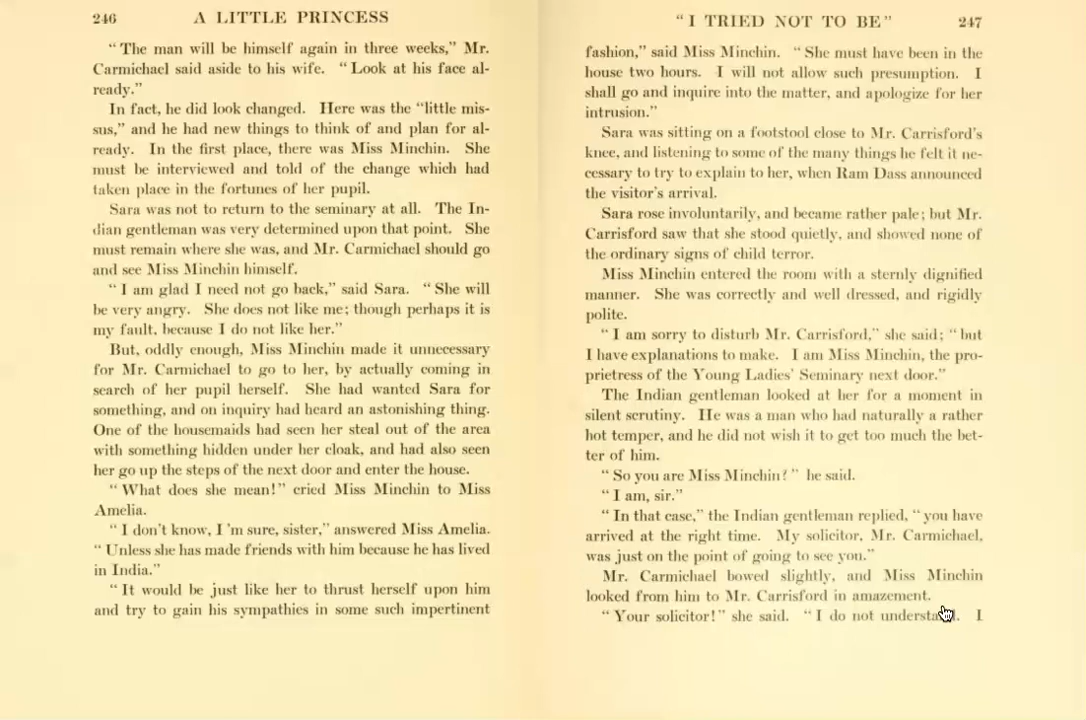 246 A LITTLE PRINCESS
“The man will be himself again in three weeks,” Mr.
Carmichael said aside to his wife. “Look at his face al-
ready.”
In fact, he did look changed. Here was the “little mis-
sus,” and he had new things to think of and plan for al-
ready. In the first place, there was Miss Minchin. She
must be interviewed and told of the change which had
taken place in the fortunes of her pupil.
Sara was not to return to the seminary at all. The In-
dian gentleman was very determined upon that point. She
must remain where she was, and Mr. Carmichael should go
and see Miss Minchin himself.
“I am glad I need not go back,” said Sara. “She will
be very angry. She does not like me; though perhaps it is
my fault, because I do not like her.”
But, oddly enough, Miss Minchin made it unnecessary
for Mr. Carmichael to go to her, by actually coming in
search of her pupil herself. She had wanted Sara for
something, and on inquiry had heard an astonishing thing.
One of the housemaids had seen her steal out of the area
with something hidden under her cloak, and had also seen
her go up the steps of the next door and enter the house.
“What does she mean!” cried Miss Minchin to Miss
Amelia.
“I don't know, I 'm sure, sister,” answered Miss Amelia.
“Unless she has made friends with him because he has lived
in India.”
“It would be just like her to thrust herself upon him
and try to gain his sympathies in some such impertinent
“I TRIED NOT TO BE” 247
fashion,” said Miss Minchin. “She must have been in the
house two hours. I will not allow such presumption. I
shall go and inquire into the matter, and apologize for her
intrusion.”
Sara was sitting on a footstool close to Mr. Carrisford's
knee, and listening to some of the many things he felt it ne-
cessary to try to explain to her, when Ram Dass announced
the visitor's arrival.
Sara rose involuntarily, and became rather pale; but Mr.
Carrisford saw that she stood quietly, and showed none of
the ordinary signs of child terror.
Miss Minchin entered the room with a sternly dignified
manner. She was correctly and well dressed, and rigidly
polite.
“I am sorry to disturb Mr. Carrisford,” she said; “but
I have explanations to make. I am Miss Minchin, the pro-
prietress of the Young Ladies' Seminary next door.”
The Indian gentleman looked at her for a moment in
silent scrutiny. He was a man who had naturally a rather
hot temper, and he did not wish it to get too much the bet-
ter of him.
“So you are Miss Minchin?” he said.
“I am, sir.”
“In that case,” the Indian gentleman replied, “you have
arrived at the right time. My solicitor, Mr. Carmichael,
was just on the point of going to see you.”
Mr. Carmichael bowed slightly, and Miss Minchin
looked from him to Mr. Carrisford in amazement.
“Your solicitor!” she said. “I do not understand. I